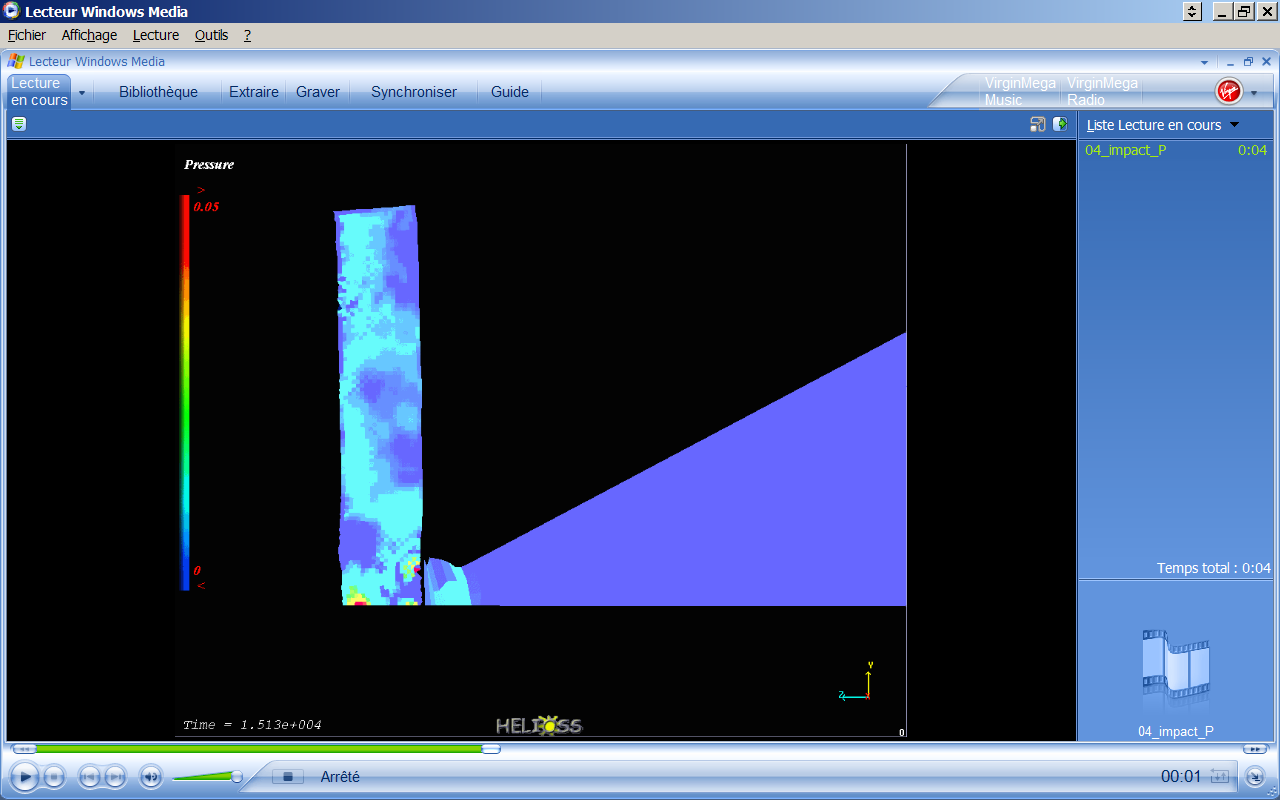 Lecteur Windows Media
Fichier Affichage Lecture Outils ?
Lecteur Windows Media
Lecture
en cours
Bibliothèque Extraire Graver Synchroniser Guide
VirginMega
Music
VirginMega
Radio
Virgin
Liste Lecture en cours
04_impact_P 0:04
Pressure
>
0.05
0
<
Y
Z
Time = 1.513e+004
HELIOSS
0
Temps total : 0:04
04_impact_P
Arrêté
00:01